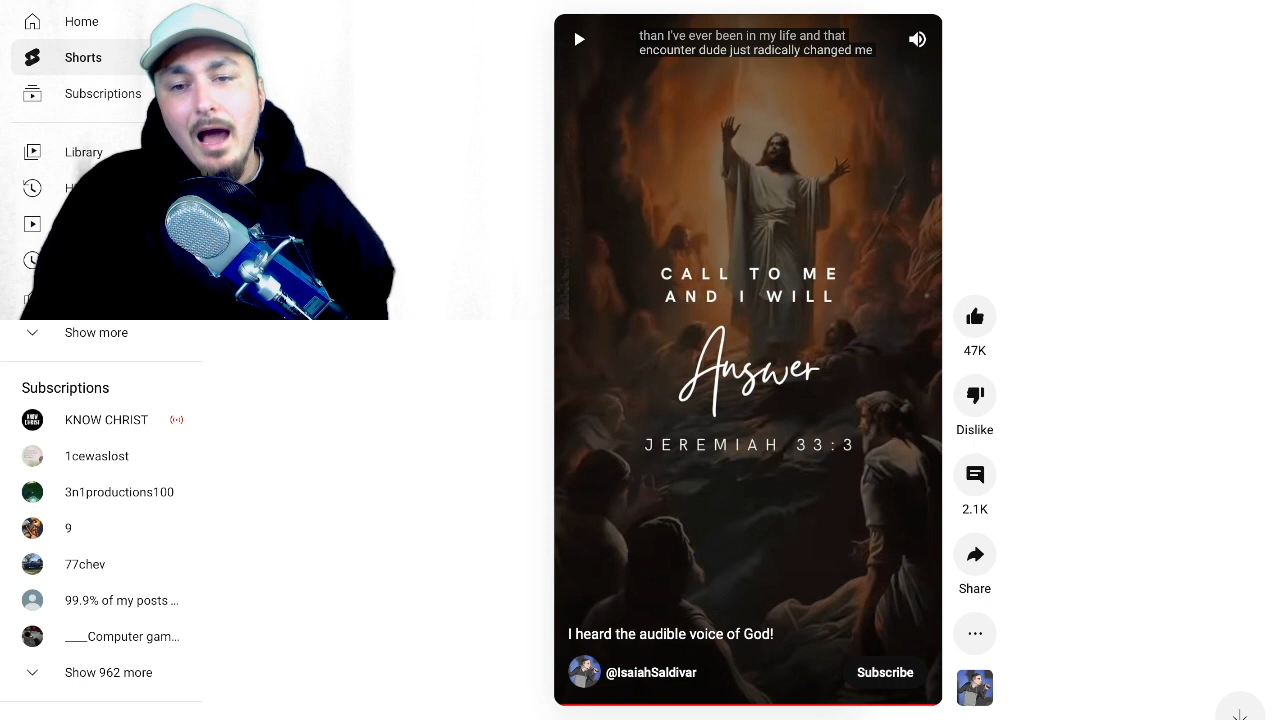 Home
Shorts
Subscriptions
Library
Show more
Subscriptions
KNOW CHRIST
1cewaslost
3n1productions100
9
77chev
99.9% of my posts ...
____Computer gam...
Show 962 more
than I've ever been in my life and that
encounter dude just radically changed me
CALL TO ME
AND I WILL
Answer
JEREMIAH 33:3
I heard the audible voice of God!
@IsaiahSaldivar
Subscribe
47K
Dislike
2.1K
Share